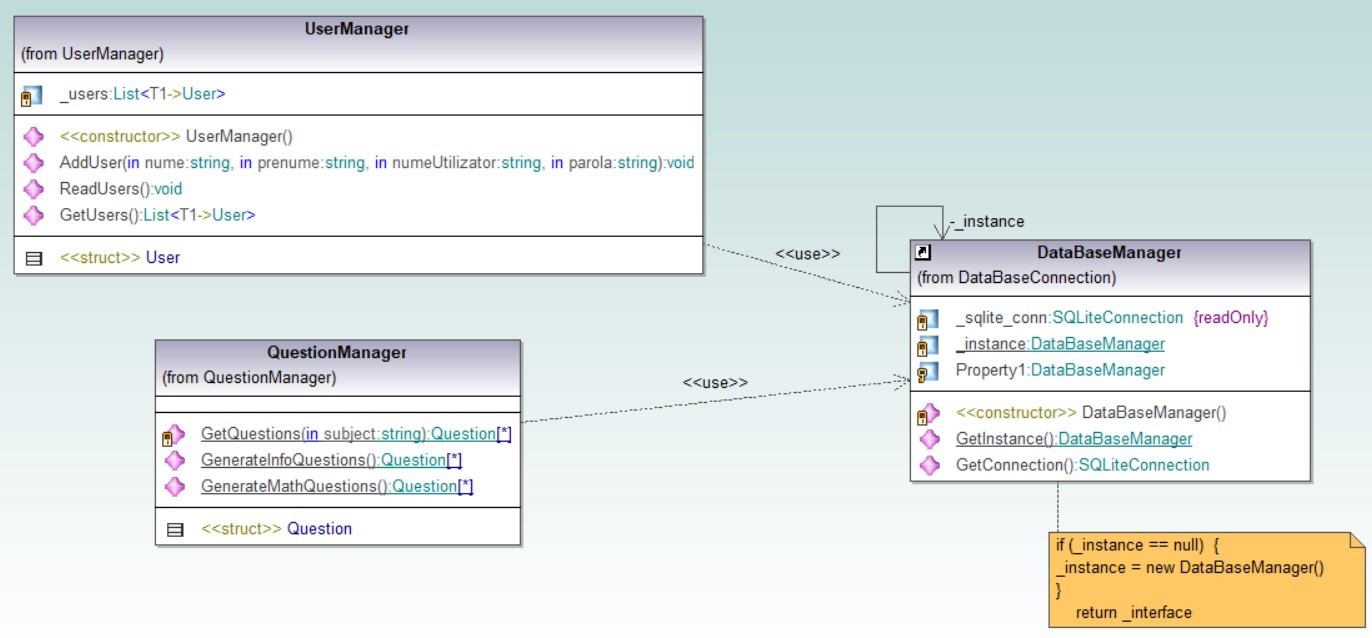 UserManager
(from UserManager)
_users:List<T1->User>
<<constructor>> UserManager()
AddUser(in nume:string, in prenume:string, in numeUtilizator:string, in parola:string):void
ReadUsers():void
GetUsers():List<T1->User>
<<struct>> User
<<use>>
-_instance
DataBaseManager
(from DataBaseConnection)
_sqlite_conn:SQLiteConnection {readOnly}
_instance:DataBaseManager
Property1:DataBaseManager
<<constructor>> DataBaseManager()
GetInstance():DataBaseManager
GetConnection():SQLiteConnection
QuestionManager
(from QuestionManager)
<<use>>
GetQuestions(in subject:string):Question[*]
GenerateInfoQuestions():Question[*]
GenerateMathQuestions():Question[*]
<<struct>> Question
if (_instance == null) {
_instance = new DataBaseManager()
}
return _interface